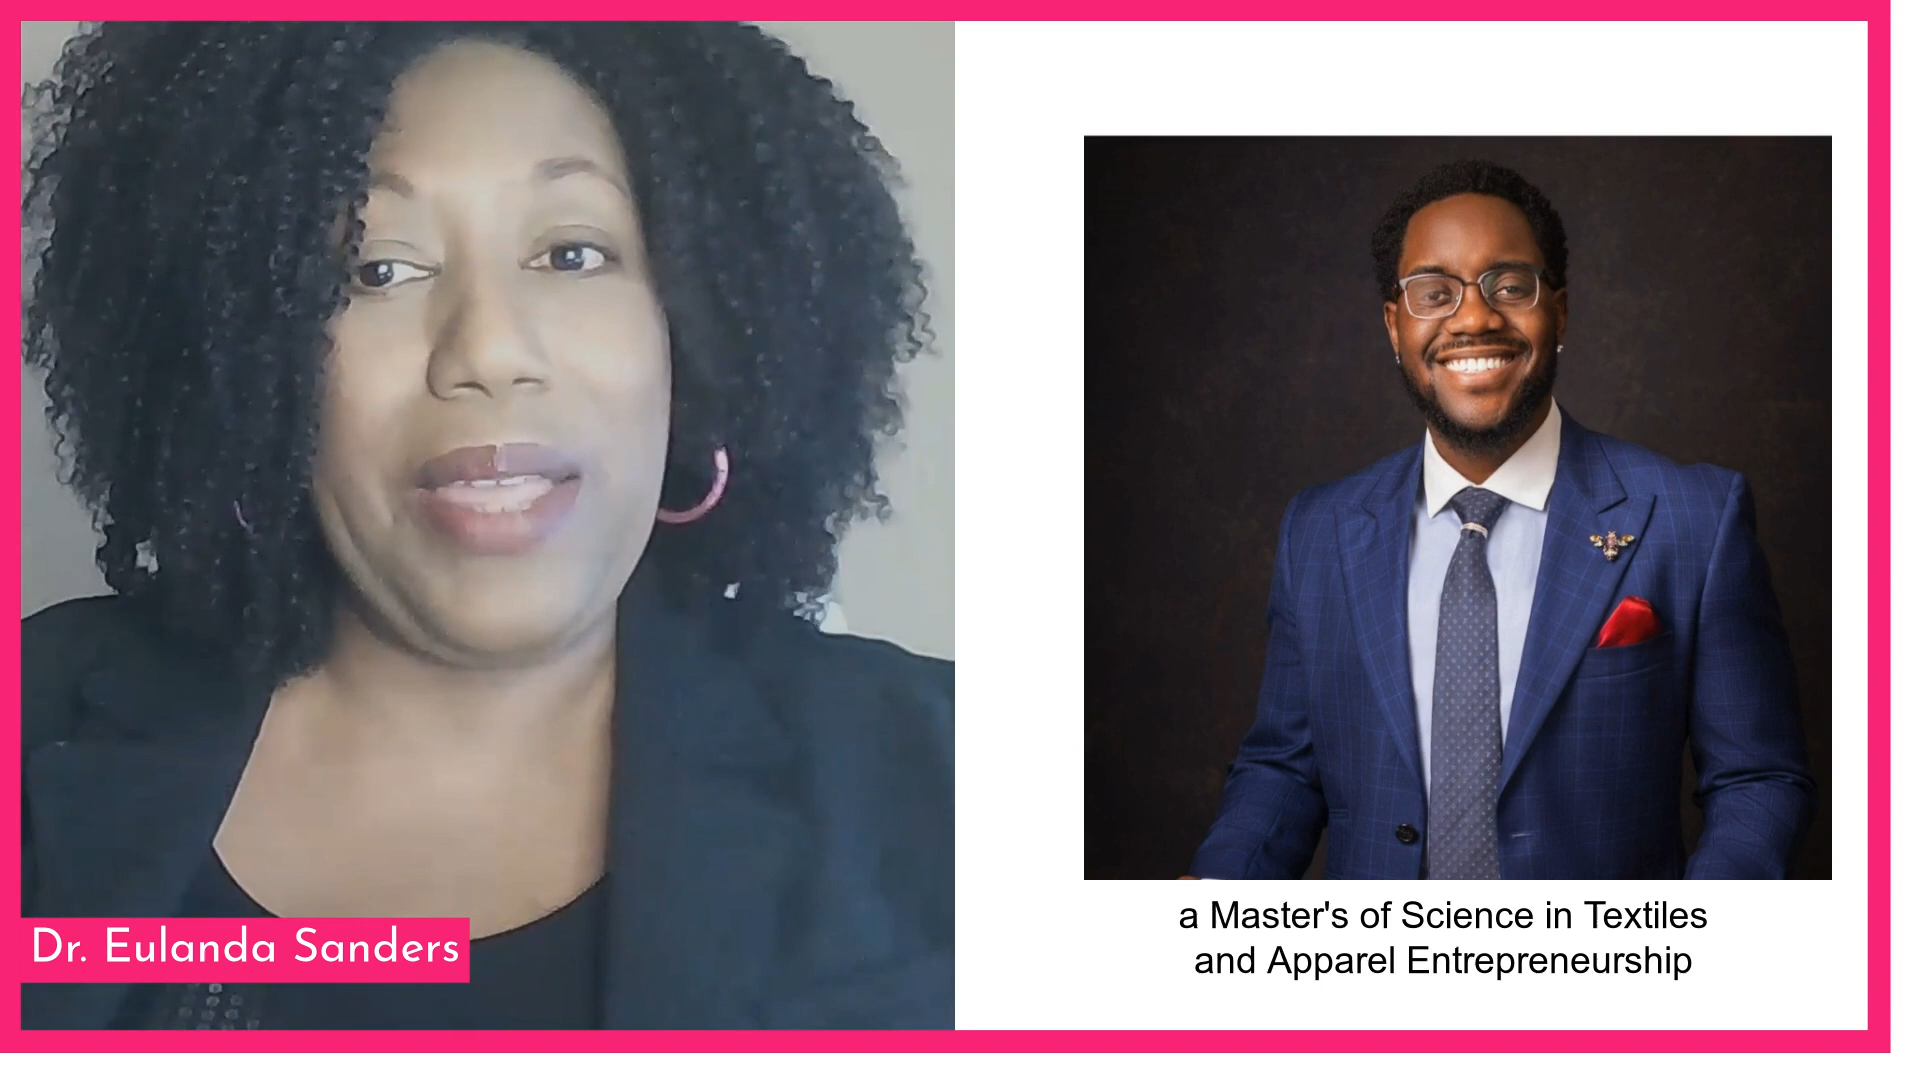 Dr. Eulanda Sanders
a Master's of Science in Textiles
and Apparel Entrepreneurship